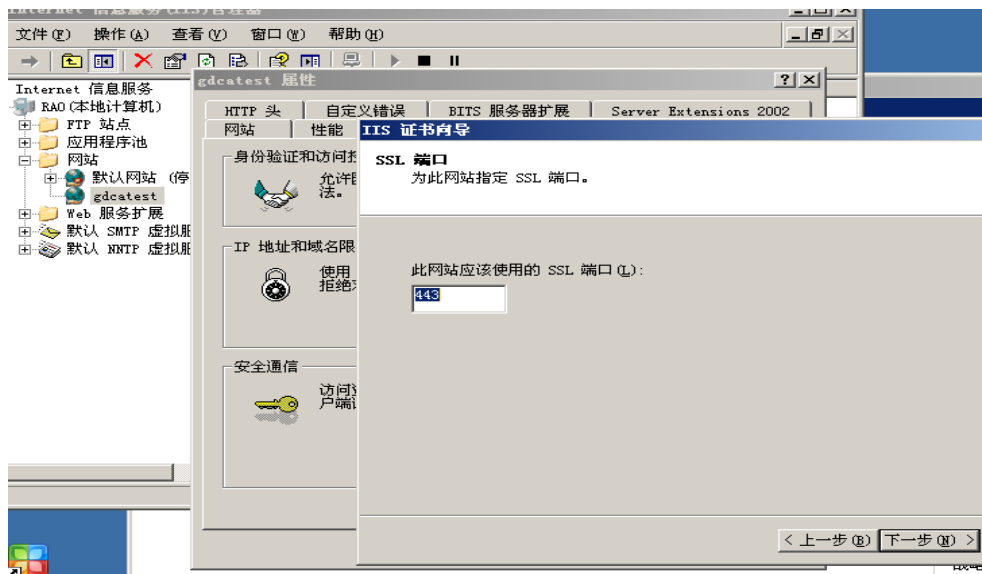 Internet 信息服务(IIS)管理器
文件(F) 操作(A) 查看(V) 窗口(W) 帮助(H)
Internet 信息服务
RAO(本地计算机)
FTP 站点
应用程序池
网站
默认网站 (停
gdcatest
Web 服务扩展
默认 SMTP 虚拟服
默认 NNTP 虚拟服
gdcatest 属性
HTTP 头 自定义错误 BITS 服务器扩展 Server Extensions 2002
网站 性能
身份验证和访问控
允许
法。
IP 地址和域名限
使用
拒绝
安全通信
访问
户端
IIS 证书向导
SSL 端口
为此网站指定 SSL 端口。
此网站应该使用的 SSL 端口(L):
443
< 上一步(B) 下一步(N) >